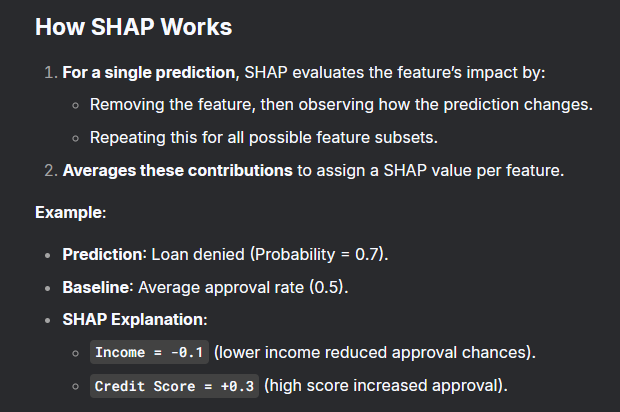 How SHAP Works
1. For a single prediction, SHAP evaluates the feature’s impact by:
◦ Removing the feature, then observing how the prediction changes.
◦ Repeating this for all possible feature subsets.
2. Averages these contributions to assign a SHAP value per feature.
Example:
• Prediction: Loan denied (Probability = 0.7).
• Baseline: Average approval rate (0.5).
• SHAP Explanation:
◦ Income = -0.1 (lower income reduced approval chances).
◦ Credit Score = +0.3 (high score increased approval).